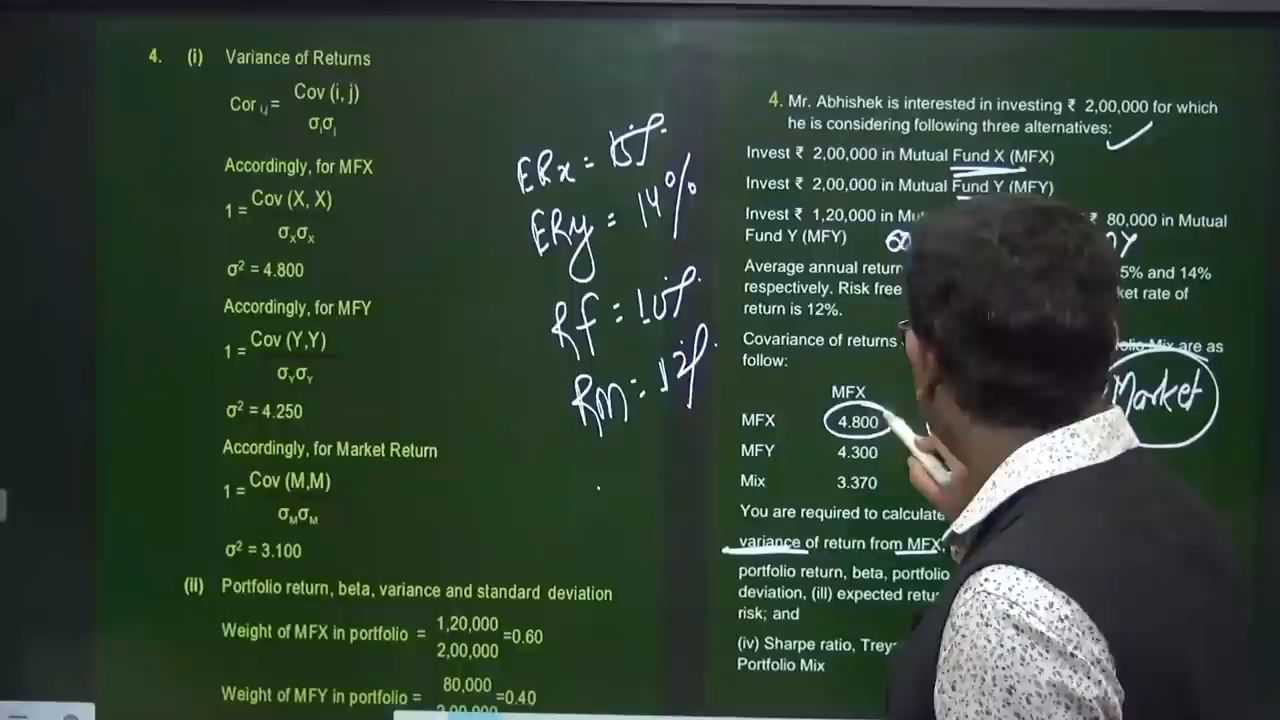 4. (i) Variance of Returns
Cor i,j = Cov (i, j)
σiσj
Accordingly, for MFX
1 = Cov (X, X)
σXσX
σ² = 4.800
Accordingly, for MFY
1 = Cov (Y,Y)
σYσY
σ² = 4.250
Accordingly, for Market Return
1 = Cov (M,M)
σMσM
σ² = 3.100
(ii) Portfolio return, beta, variance and standard deviation
Weight of MFX in portfolio = 1,20,000 =0.60
2,00,000
Weight of MFY in portfolio = 80,000 =0.40
2,00,000
ERx = 15%
ERy = 14%
Rf = 10%
Rm = 12%
4. Mr. Abhishek is interested in investing ₹ 2,00,000 for which
he is considering following three alternatives:
Invest ₹ 2,00,000 in Mutual Fund X (MFX)
Invest ₹ 2,00,000 in Mutual Fund Y (MFY)
Invest ₹ 1,20,000 in ₹ 80,000 in Mutual
Fund Y (MFY) 60 Y
Average annual return 5% and 14%
respectively. Risk free ket rate of
return is 12%.
Covariance of returns Mix are as
follow:
Market
MFX
MFX 4.800
MFY 4.300
Mix 3.370
You are required to calculate
variance of return from MFX,
portfolio return, beta, portfolio
deviation, (iii) expected
risk; and
(iv) Sharpe ratio,
Portfolio Mix